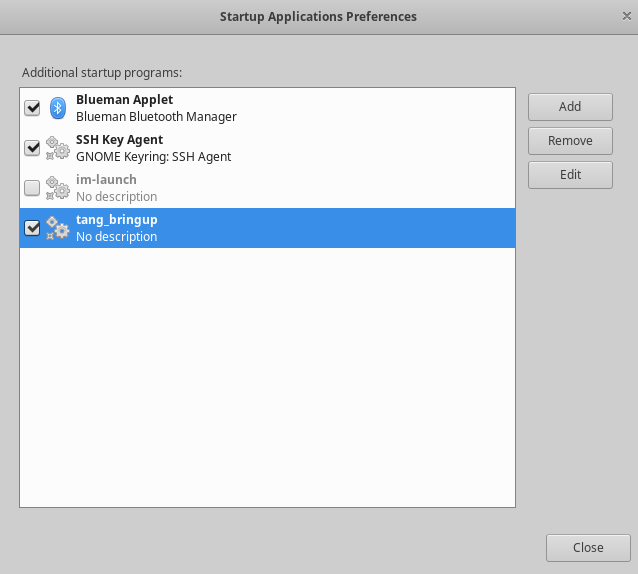 Startup Applications Preferences
Additional startup programs:
Blueman Applet
Blueman Bluetooth Manager
SSH Key Agent
GNOME Keyring: SSH Agent
im-launch
No description
tang_bringup
No description
Add
Remove
Edit
Close